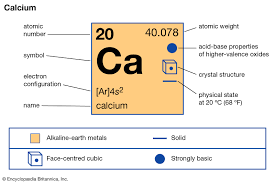 Calcium
atomic number
20
40.078
atomic weight
symbol
Ca
acid-base properties of higher-valence oxides
crystal structure
electron configuration
[Ar]4s²
physical state at 20 °C (68 °F)
name
calcium
Alkaline-earth metals
Solid
Face-centred cubic
Strongly basic
© Encyclopædia Britannica, Inc.